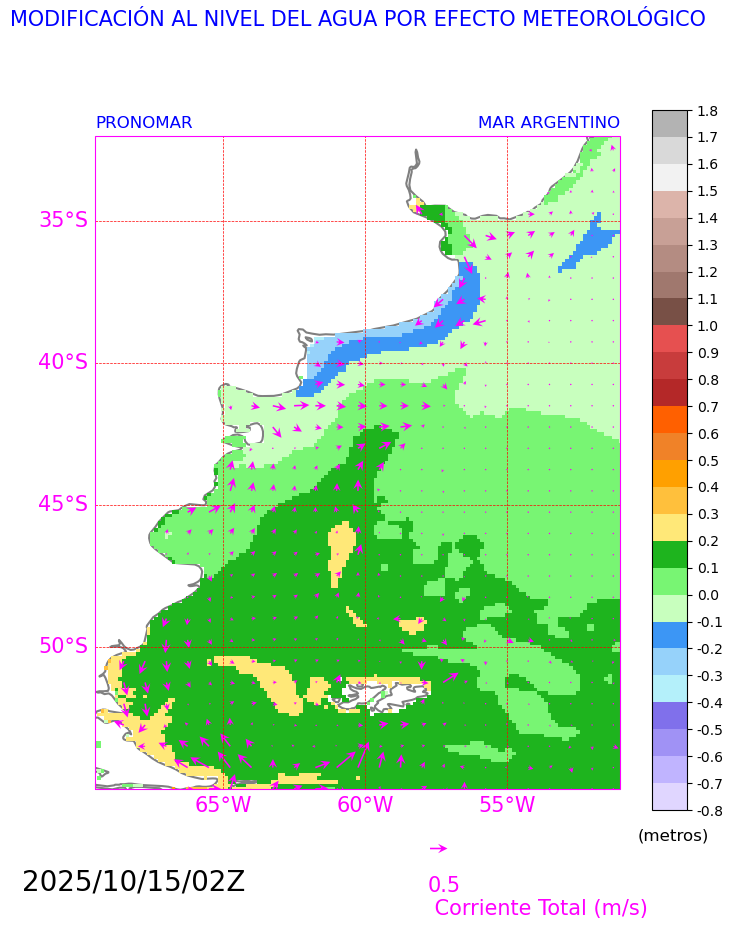 MODIFICACIÓN AL NIVEL DEL AGUA POR EFECTO METEOROLÓGICO
PRONOMAR MAR ARGENTINO
35°S
40°S
45°S
50°S
65°W 60°W 55°W
1.8
1.7
1.6
1.5
1.4
1.3
1.2
1.1
1.0
0.9
0.8
0.7
0.6
0.5
0.4
0.3
0.2
0.1
0.0
-0.1
-0.2
-0.3
-0.4
-0.5
-0.6
-0.7
-0.8
(metros)
2025/10/15/02Z
0.5
Corriente Total (m/s)